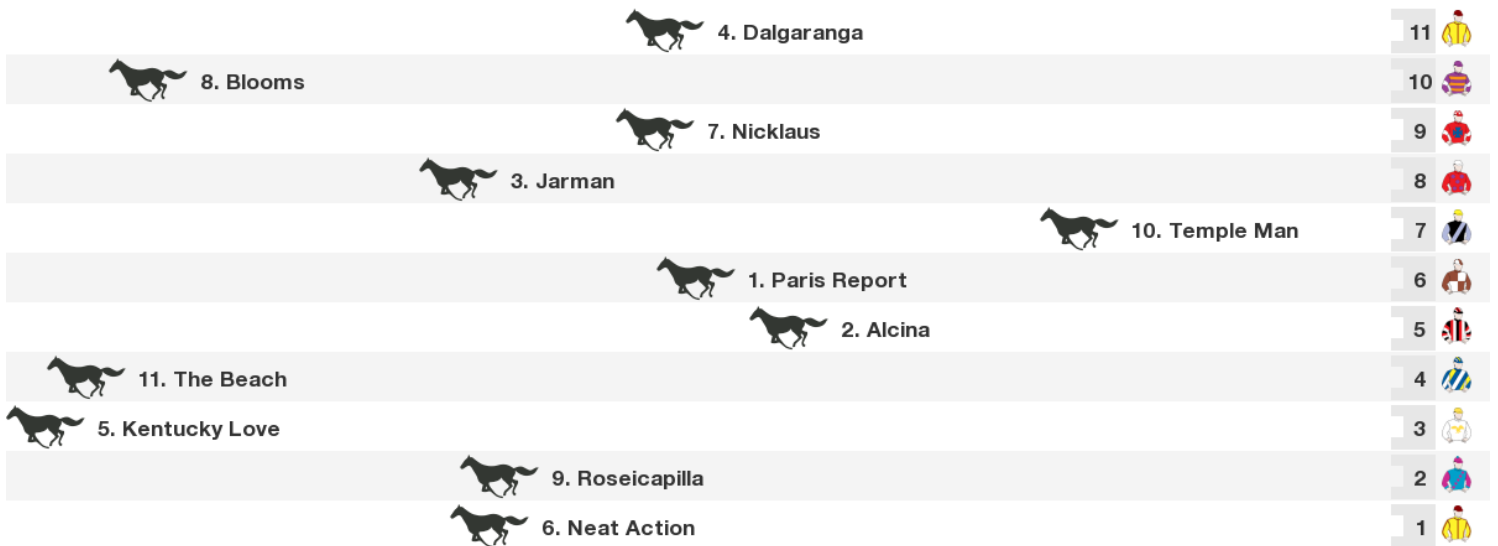 4. Dalgaranga 11
8. Blooms 10
7. Nicklaus 9
3. Jarman 8
10. Temple Man 7
1. Paris Report 6
2. Alcina 5
11. The Beach 4
5. Kentucky Love 3
9. Roseicapilla 2
6. Neat Action 1